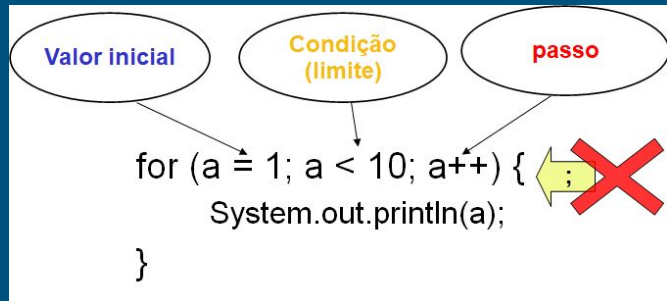 Valor inicial
Condição
(limite)
passo
for (a = 1; a < 10; a++) {
;
System.out.println(a);
}